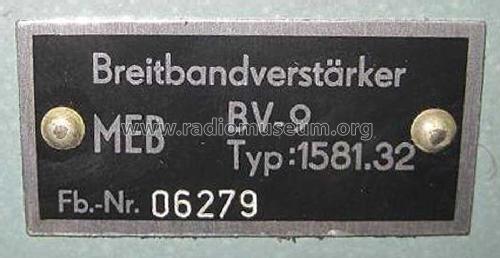 Breitbandverstärker
BV-9
MEB
www.radiomuseum.org
Typ:1581.32
Fb.-Nr. 06279